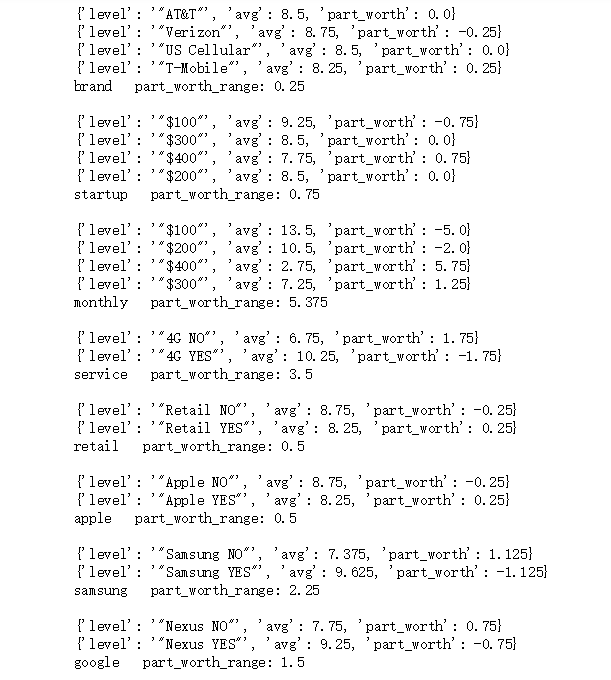 {'level': '"AT&T"', 'avg': 8.5, 'part_worth': 0.0}
{'level': '"Verizon"', 'avg': 8.75, 'part_worth': -0.25}
{'level': '"US Cellular"', 'avg': 8.5, 'part_worth': 0.0}
{'level': '"T-Mobile"', 'avg': 8.25, 'part_worth': 0.25}
brand part_worth_range: 0.25
{'level': '"$100"', 'avg': 9.25, 'part_worth': -0.75}
{'level': '"$300"', 'avg': 8.5, 'part_worth': 0.0}
{'level': '"$400"', 'avg': 7.75, 'part_worth': 0.75}
{'level': '"$200"', 'avg': 8.5, 'part_worth': 0.0}
startup part_worth_range: 0.75
{'level': '"$100"', 'avg': 13.5, 'part_worth': -5.0}
{'level': '"$200"', 'avg': 10.5, 'part_worth': -2.0}
{'level': '"$400"', 'avg': 2.75, 'part_worth': 5.75}
{'level': '"$300"', 'avg': 7.25, 'part_worth': 1.25}
monthly part_worth_range: 5.375
{'level': '"4G NO"', 'avg': 6.75, 'part_worth': 1.75}
{'level': '"4G YES"', 'avg': 10.25, 'part_worth': -1.75}
service part_worth_range: 3.5
{'level': '"Retail NO"', 'avg': 8.75, 'part_worth': -0.25}
{'level': '"Retail YES"', 'avg': 8.25, 'part_worth': 0.25}
retail part_worth_range: 0.5
{'level': '"Apple NO"', 'avg': 8.75, 'part_worth': -0.25}
{'level': '"Apple YES"', 'avg': 8.25, 'part_worth': 0.25}
apple part_worth_range: 0.5
{'level': '"Samsung NO"', 'avg': 7.375, 'part_worth': 1.125}
{'level': '"Samsung YES"', 'avg': 9.625, 'part_worth': -1.125}
samsung part_worth_range: 2.25
{'level': '"Nexus NO"', 'avg': 7.75, 'part_worth': 0.75}
{'level': '"Nexus YES"', 'avg': 9.25, 'part_worth': -0.75}
google part_worth_range: 1.5